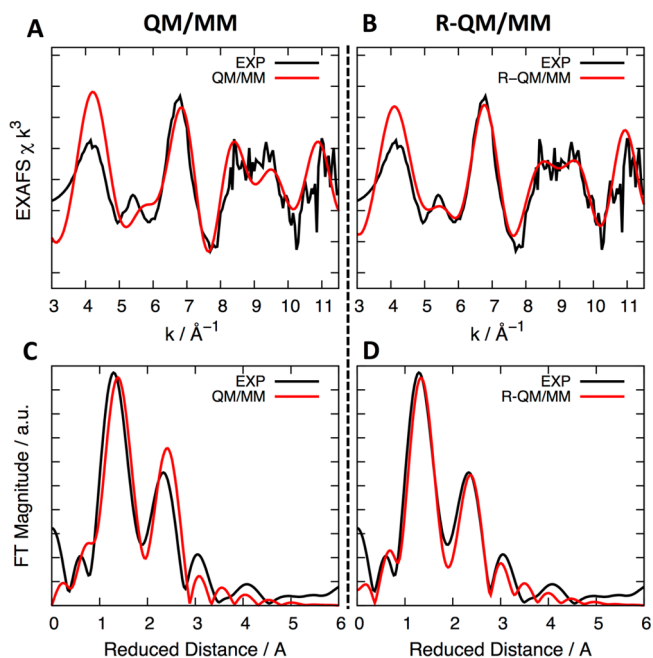 QM/MM
R-QM/MM
A
EXP
QM/MM
EXAFS χ k³
3 4 5 6 7 8 9 10 11
k / Å⁻¹
B
EXP
R−QM/MM
3 4 5 6 7 8 9 10 11
k / Å⁻¹
C
EXP
QM/MM
FT Magnitude / a.u.
0 1 2 3 4 5 6
Reduced Distance / A
D
EXP
R-QM/MM
0 1 2 3 4 5 6
Reduced Distance / A